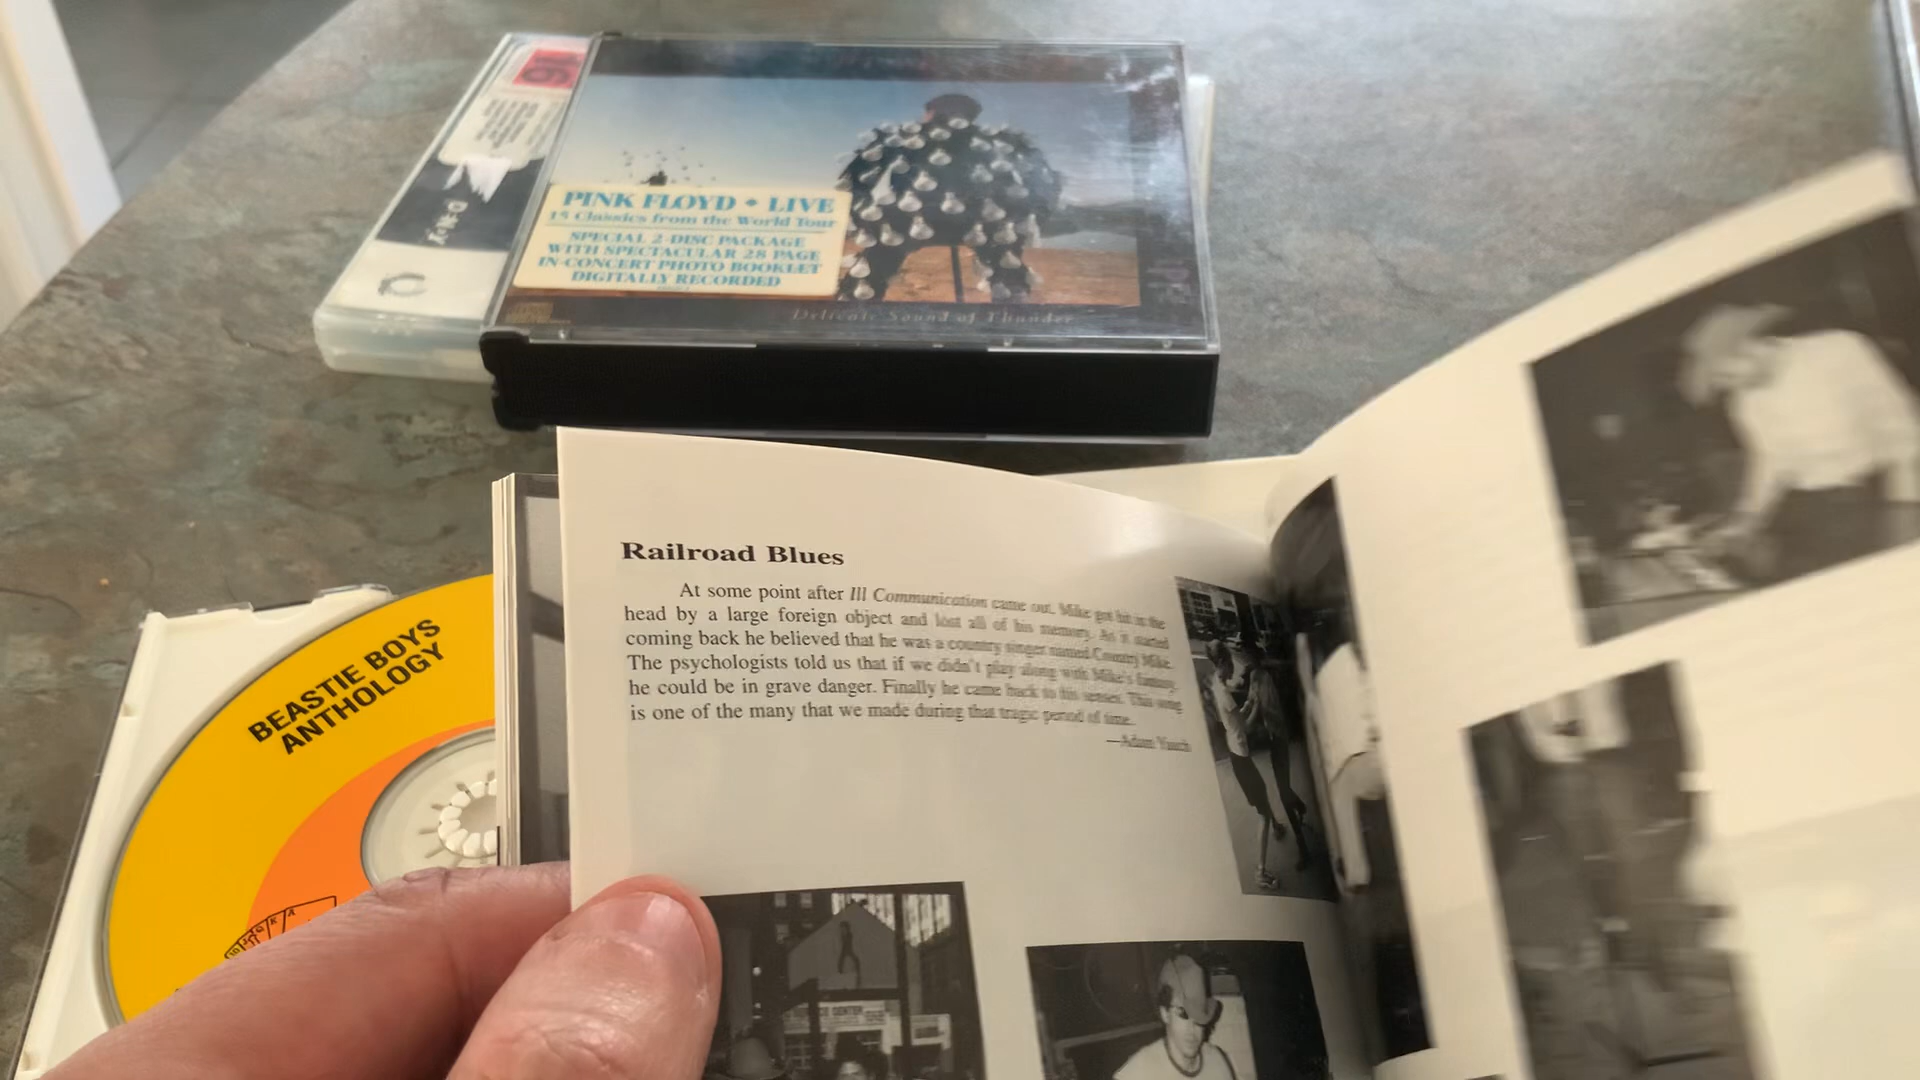 16
PINK FLOYD • LIVE
15 Classics from the World Tour
SPECIAL 2-DISC PACKAGE
WITH SPECTACULAR 28 PAGE
IN-CONCERT PHOTO BOOKLET
DIGITALLY RECORDED
Delicate Sound of Thunder
Railroad Blues
At some point after Ill Communication came out, Mike got hit in the
head by a large foreign object and lost all of his memory. As it started
coming back he believed that he was a country singer named Country Mike.
The psychologists told us that if we didn't play along with Mike's fantasy,
he could be in grave danger. Finally he came back to his senses. This song
is one of the many that we made during that tragic period of time.
—Adam Yauch
BEASTIE BOYS
ANTHOLOGY
10 J Q K A
CENTER